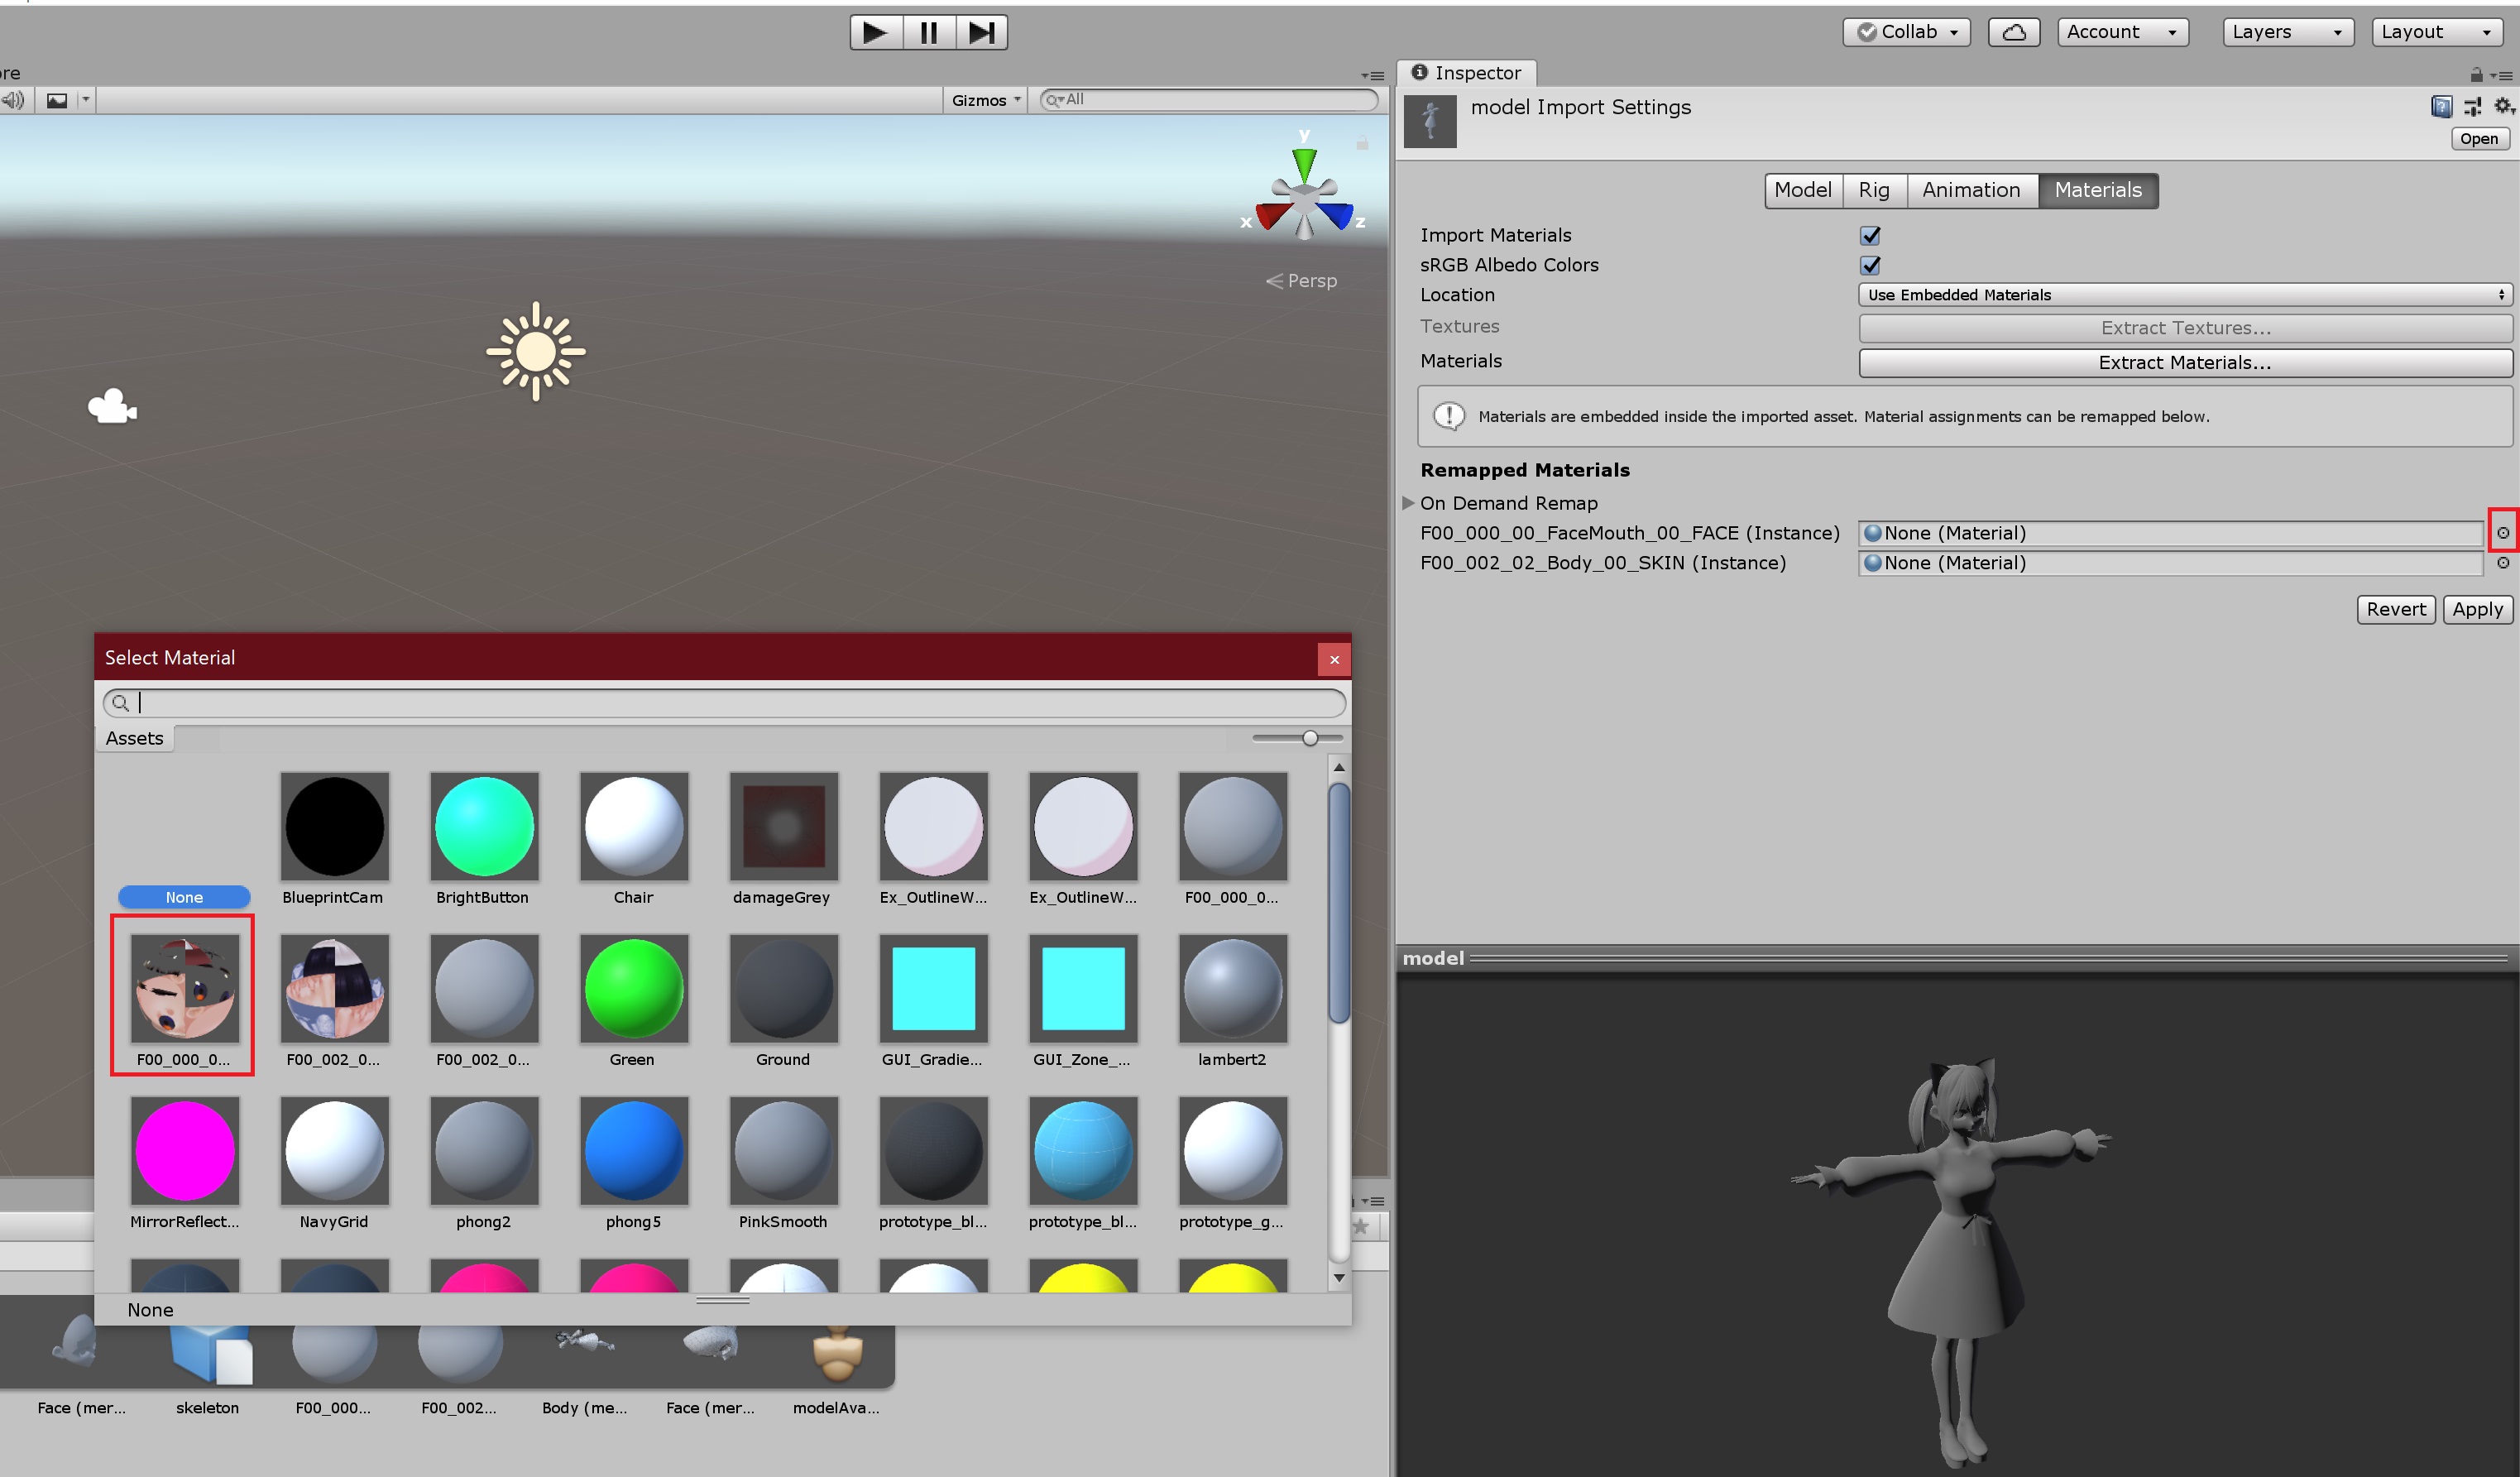 Collab
Account
Layers
Layout
ore
Inspector
Gizmos
All
model Import Settings
Open
y
x
z
Persp
Model
Rig
Animation
Materials
Import Materials
sRGB Albedo Colors
Location
Use Embedded Materials
Textures
Extract Textures...
Materials
Extract Materials...
Materials are embedded inside the imported asset. Material assignments can be remapped below.
Remapped Materials
On Demand Remap
F00_000_00_FaceMouth_00_FACE (Instance)
None (Material)
F00_002_02_Body_00_SKIN (Instance)
None (Material)
Revert
Apply
Select Material
Assets
None
BlueprintCam
BrightButton
Chair
damageGrey
Ex_OutlineW...
Ex_OutlineW...
F00_000_0...
F00_000_0...
F00_002_0...
F00_002_0...
Green
Ground
GUI_Gradie...
GUI_Zone_...
lambert2
MirrorReflect...
NavyGrid
phong2
phong5
PinkSmooth
prototype_bl...
prototype_bl...
prototype_g...
None
Face (mer...
skeleton
F00_000...
F00_002...
Body (me...
Face (mer...
modelAva...
model